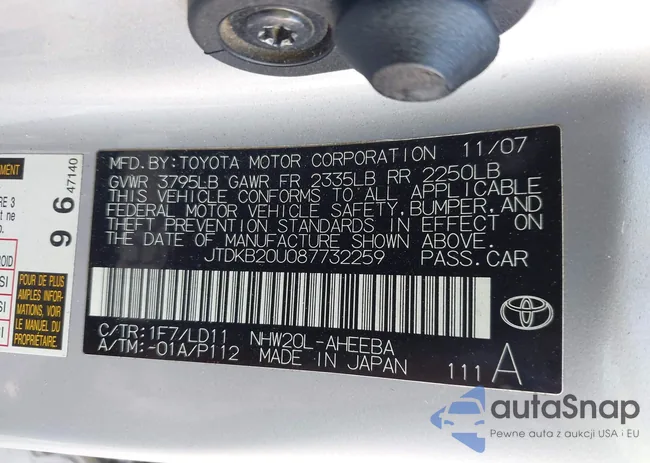 MFD.BY:TOYOTA MOTOR CORPORATION 11/07
GVWR 3795LB GAWR FR 2335LB RR 2250LB
THIS VEHICLE CONFORMS TO ALL APPLICABLE
FEDERAL MOTOR VEHICLE SAFETY, BUMPER, AND
THEFT PREVENTION STANDARDS IN EFFECT ON
THE DATE OF MANUFACTURE SHOWN ABOVE.
JTDKB20U087732259 PASS.CAR
C/TR:1F7/LD11 NHW20L-AHEEBA
A/TM:-01A/P112 MADE IN JAPAN
111 A
TOYOTA
96 47140
POUR DE PLUS
AMPLES INFOR-
MATIONS, VOIR
LE MANUEL DU
autaSnap
Pewne auta z aukcji USA i EU